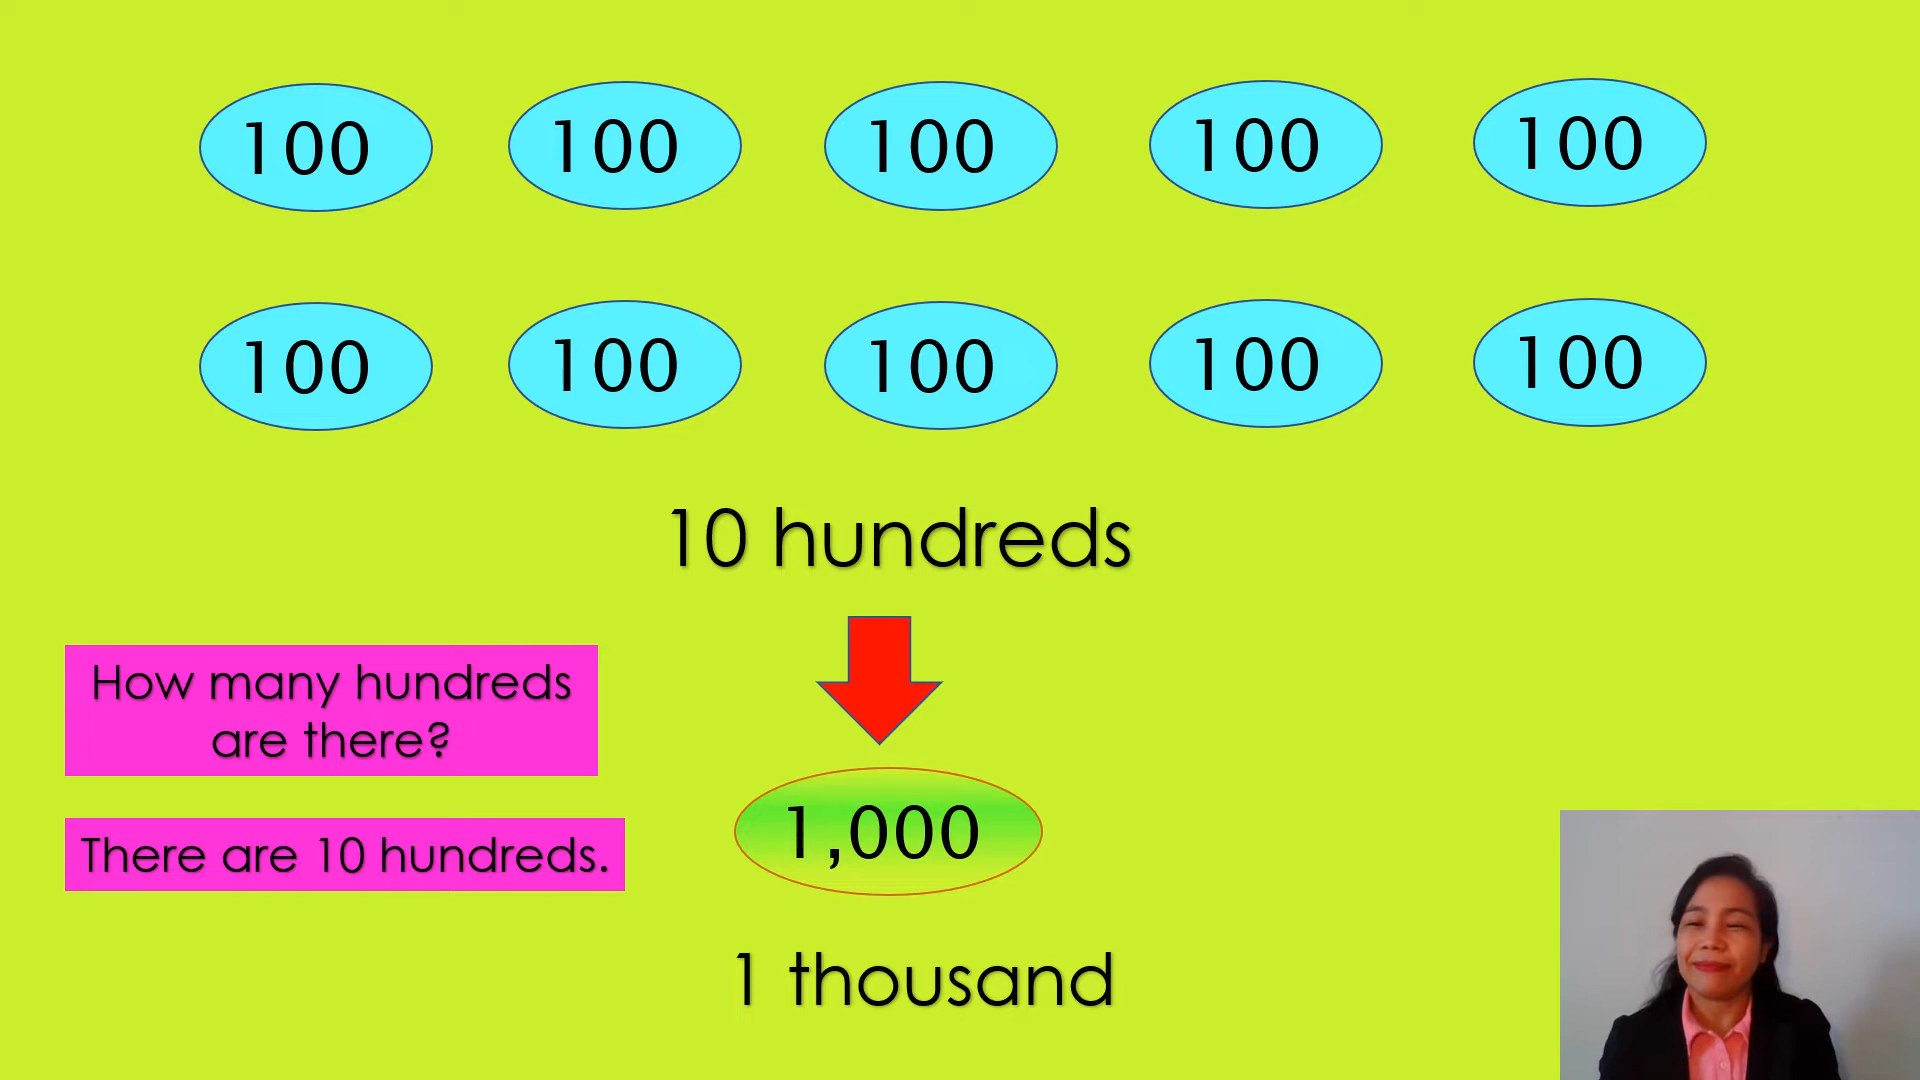 100 100 100 100 100
100 100 100 100 100
10 hundreds
How many hundreds
are there?
There are 10 hundreds.
1,000
1 thousand